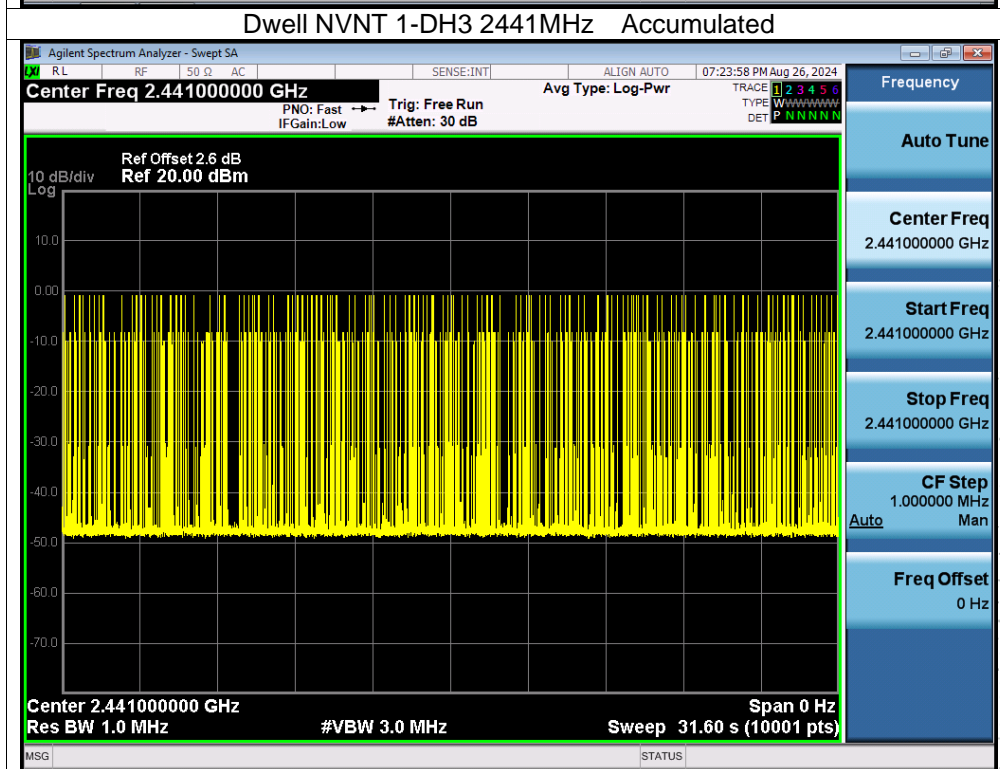 Dwell NVNT 1-DH3 2441MHz Accumulated
Agilent Spectrum Analyzer - Swept SA
LXI RL RF 50 Ω AC SENSE:INT ALIGN AUTO 07:23:58 PM Aug 26, 2024
Center Freq 2.441000000 GHz
PNO: Fast
IFGain:Low
Trig: Free Run
#Atten: 30 dB
Avg Type: Log-Pwr
TRACE 1 2 3 4 5 6
TYPE WWWWWWW
DET P N N N N N
Frequency
Auto Tune
Center Freq
2.441000000 GHz
Start Freq
2.441000000 GHz
Stop Freq
2.441000000 GHz
CF Step
1.000000 MHz
Auto Man
Freq Offset
0 Hz
Ref Offset 2.6 dB
10 dB/div Ref 20.00 dBm
Log
10.0
0.00
-10.0
-20.0
-30.0
-40.0
-50.0
-60.0
-70.0
Center 2.441000000 GHz Span 0 Hz
Res BW 1.0 MHz #VBW 3.0 MHz Sweep 31.60 s (10001 pts)
MSG STATUS